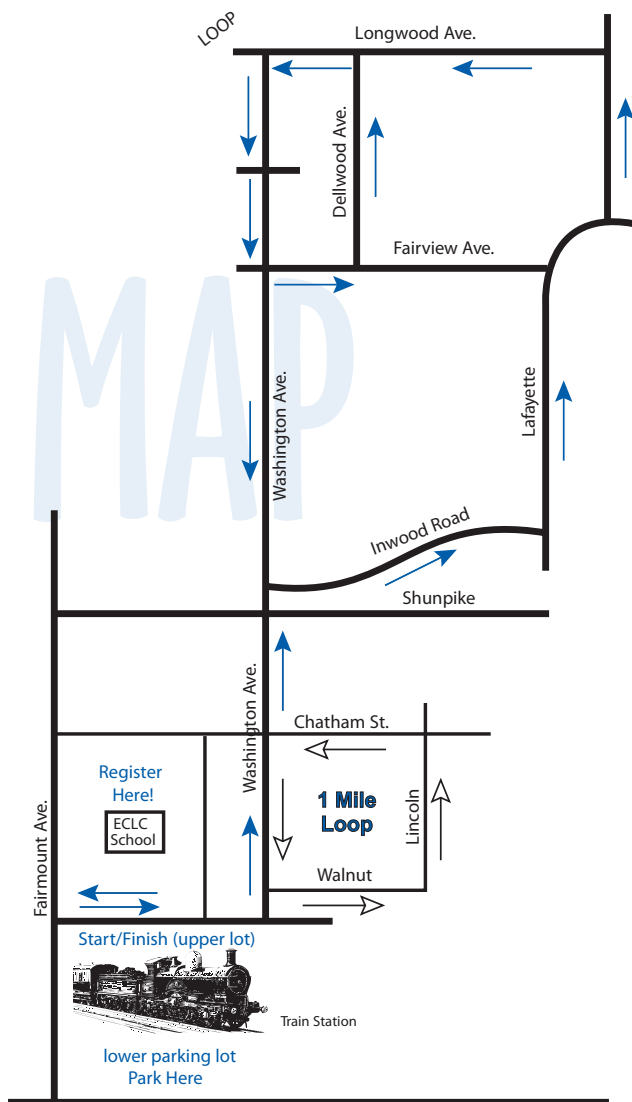 LOOP
Longwood Ave.
Dellwood Ave.
Fairview Ave.
MAP
Washington Ave.
Lafayette
Inwood Road
Shunpike
Washington Ave.
Chatham St.
Register
Here!
ECLC
School
1 Mile
Loop
Lincoln
Walnut
Fairmount Ave.
Start/Finish (upper lot)
Train Station
lower parking lot
Park Here